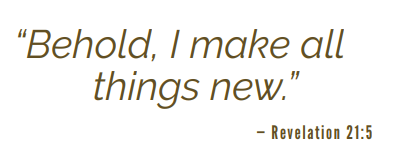 “Behold, I make all
things new.”
– Revelation 21:5